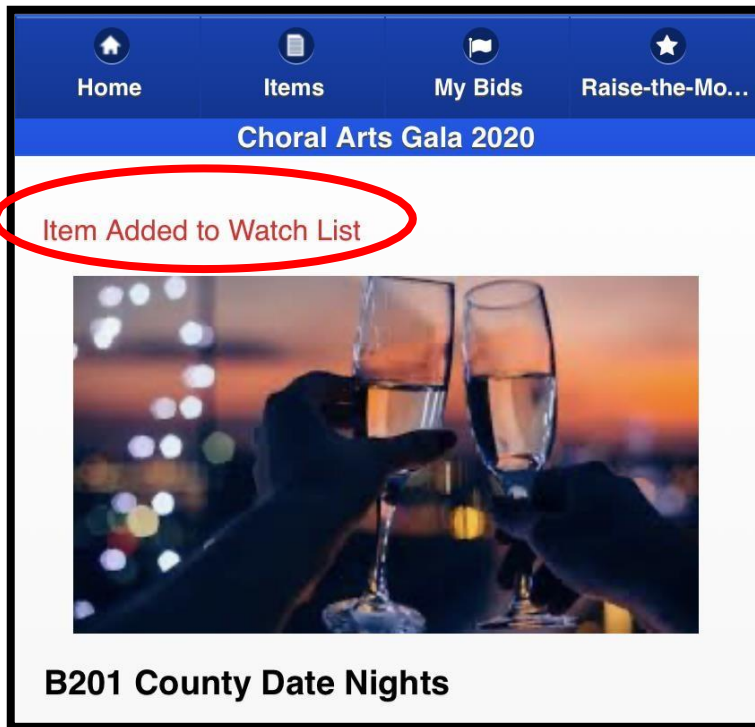 Home Items My Bids Raise-the-Mo...
Choral Arts Gala 2020
Item Added to Watch List
B201 County Date Nights